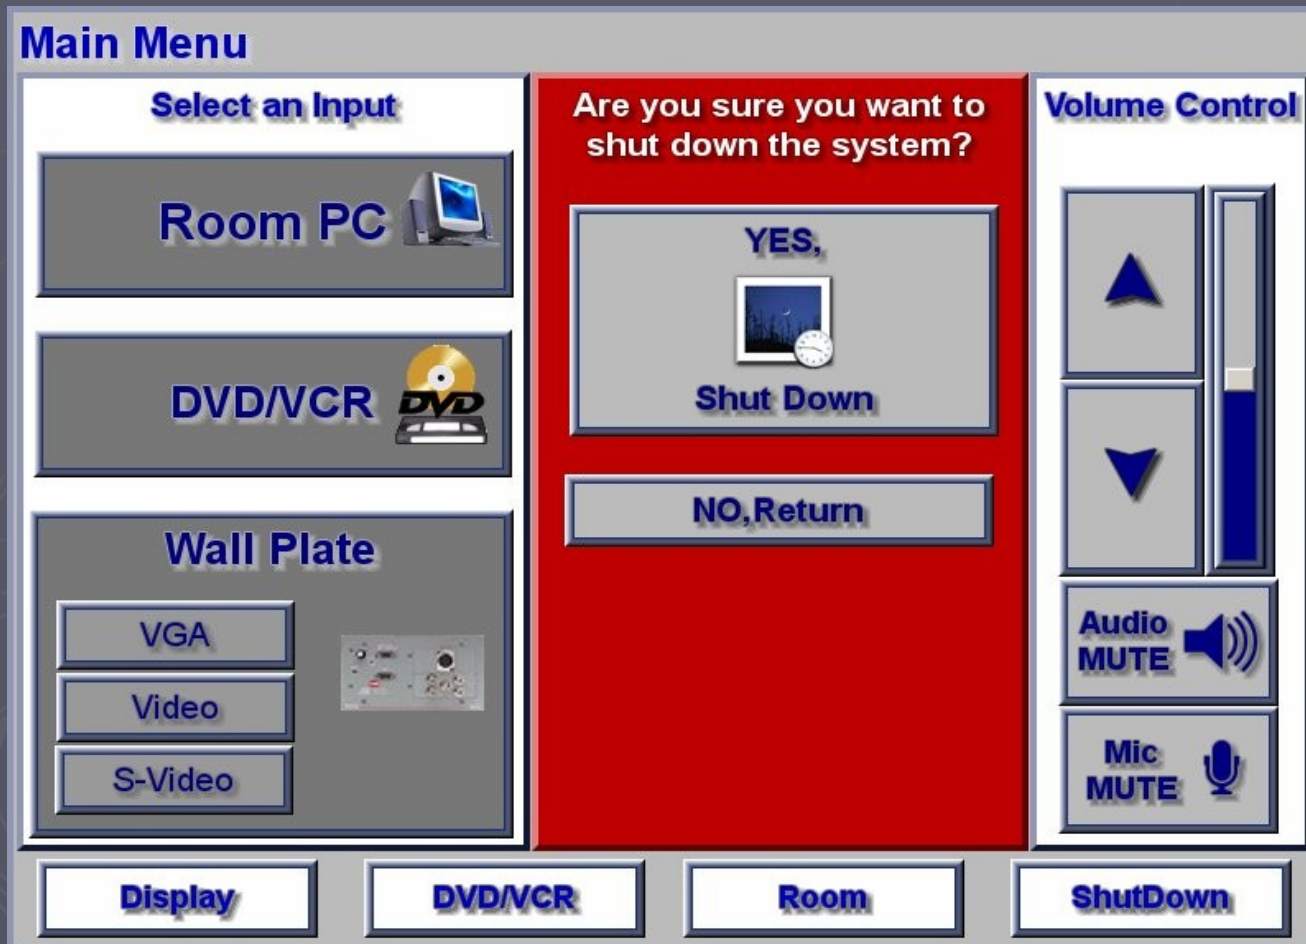 Main Menu
Select an Input
Room PC
DVD/VCR
DVD
Wall Plate
VGA
Video
S-Video
Are you sure you want to
shut down the system?
YES,
Shut Down
NO,Return
Volume Control
Audio
MUTE
Mic
MUTE
Display
DVD/VCR
Room
ShutDown